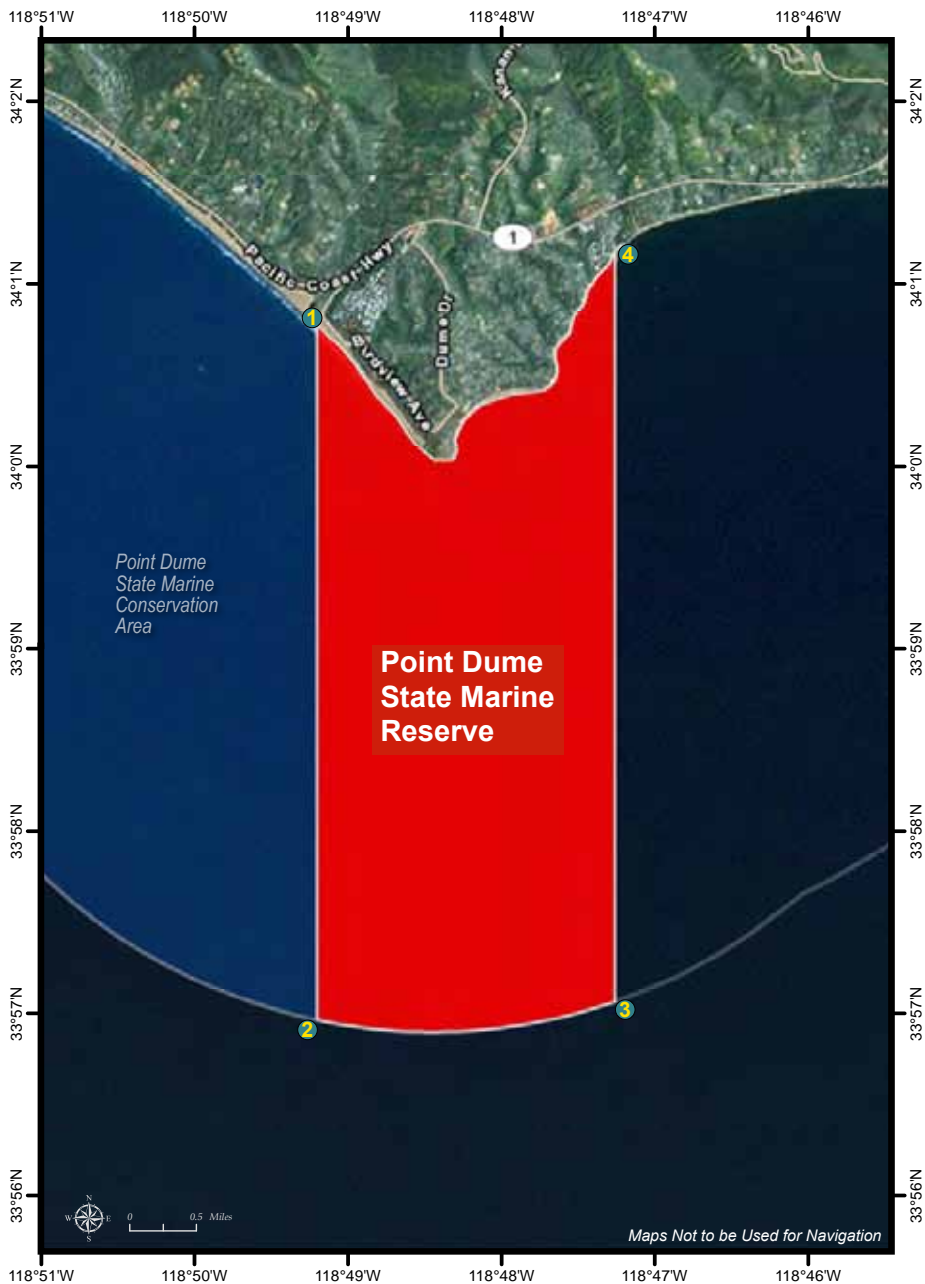 118°51'W 118°50'W 118°49'W 118°48'W 118°47'W 118°46'W
34°2'N 34°2'N
1
34°1'N 34°1'N
4
Pacific-Coast-Hwy
1
Birdview-Ave
Dume-Dr
34°0'N 34°0'N
Point Dume
State Marine
Conservation
Area
33°59'N 33°59'N
Point Dume
State Marine
Reserve
33°58'N 33°58'N
33°57'N 33°57'N
3
2
33°56'N 33°56'N
N
W E
S
0 0.5 Miles
Maps Not to be Used for Navigation
118°51'W 118°50'W 118°49'W 118°48'W 118°47'W 118°46'W